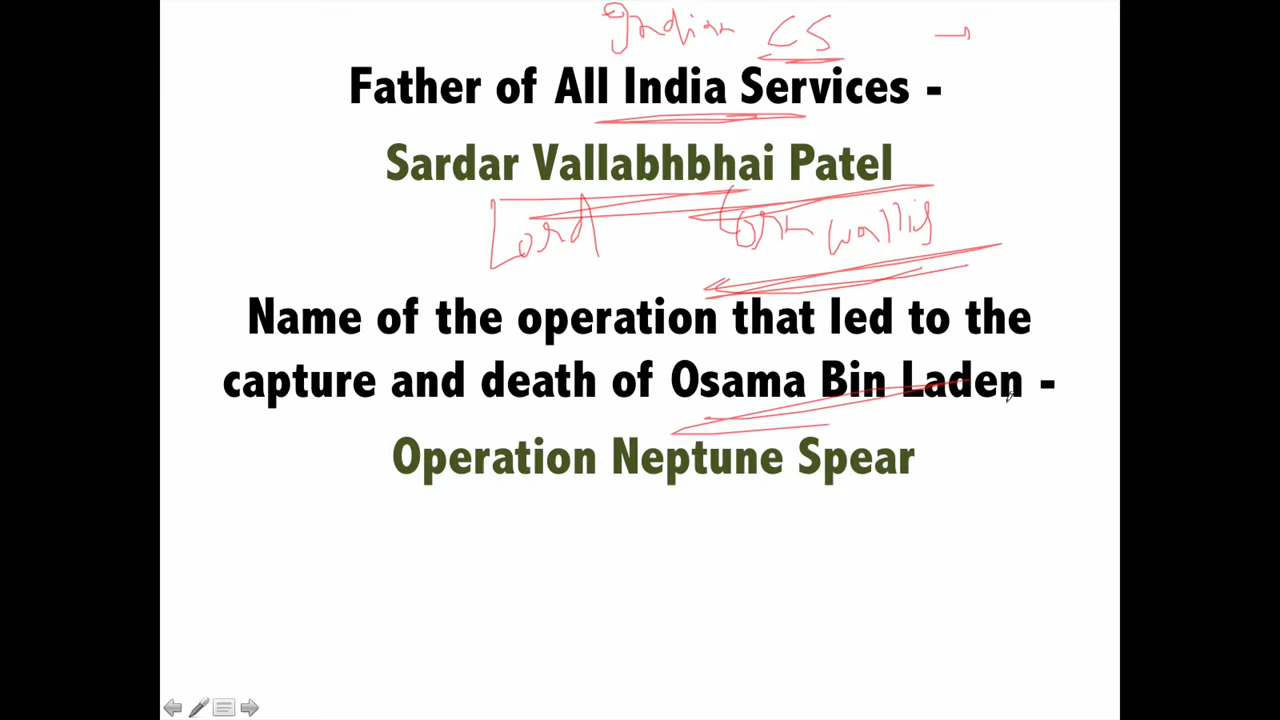 Indian CS →
Father of All India Services -
Sardar Vallabhbhai Patel
Lord Cornwallis
Name of the operation that led to the
capture and death of Osama Bin Laden -
Operation Neptune Spear